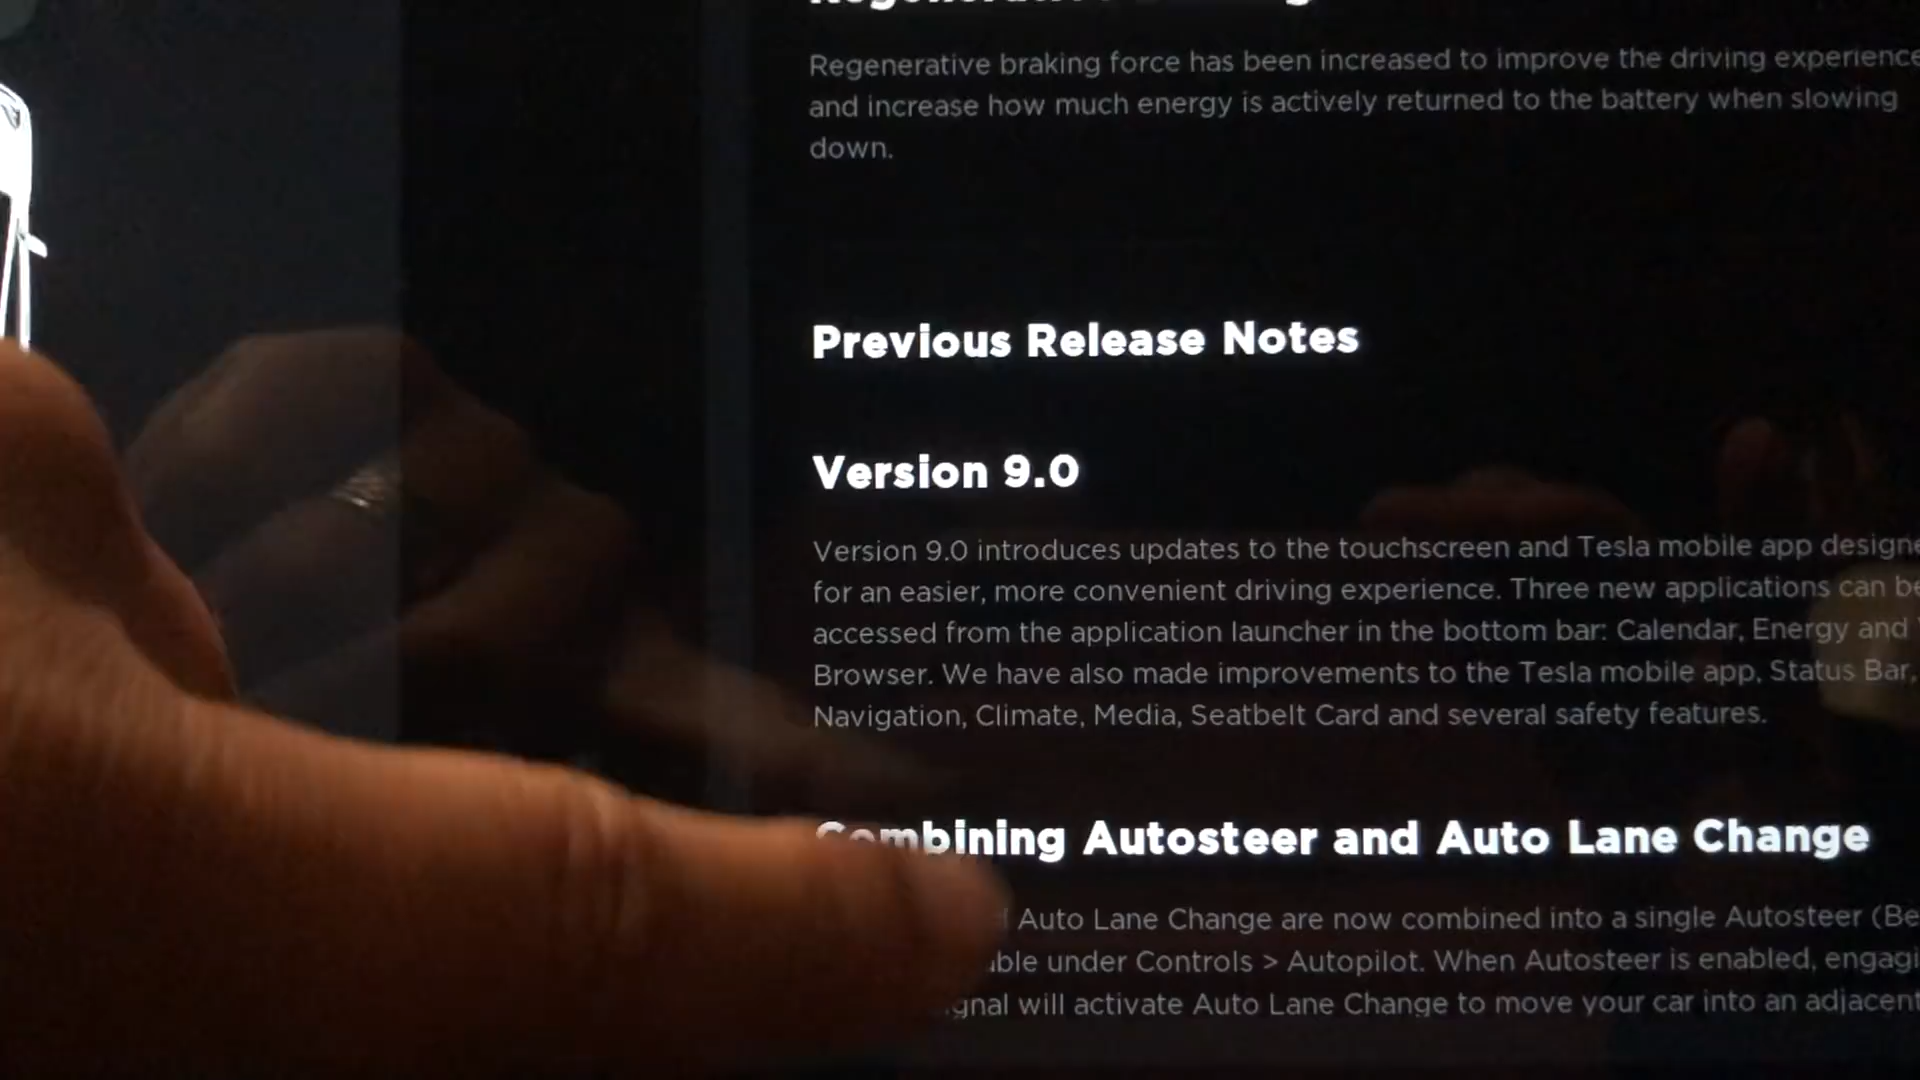 Regenerative braking force has been increased to improve the driving experience
and increase how much energy is actively returned to the battery when slowing
down.
Previous Release Notes
Version 9.0
Version 9.0 introduces updates to the touchscreen and Tesla mobile app
for an easier, more convenient driving experience. Three new applications can be
accessed from the application launcher in the bottom bar: Calendar, Energy and
Browser. We have also made improvements to the Tesla mobile app, Status Bar,
Navigation, Climate, Media, Seatbelt Card and several safety features.
Combining Autosteer and Auto Lane Change
Auto Lane Change are now combined into a single Autosteer
under Controls > Autopilot. When Autosteer is enabled,
will activate Auto Lane Change to move your car into an adjacent